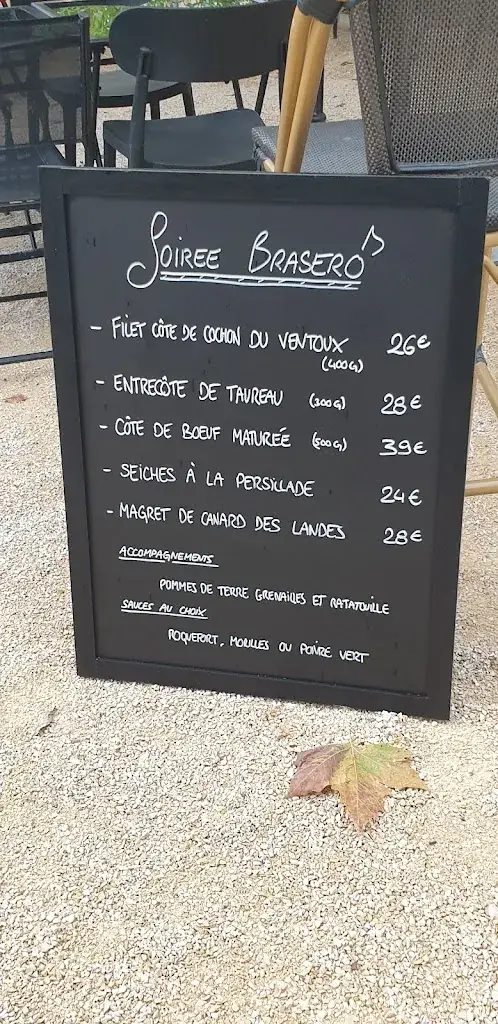 SOIREE BRASERO
- FILET CÔTE DE COCHON DU VENTOUX 26€
(400G)
- ENTRECÔTE DE TAUREAU (300G) 28€
- CÔTE DE BOEUF MATURÉE (500G) 39€
- SEICHES À LA PERSILLADE 24€
- MAGRET DE CANARD DES LANDES 28€
ACCOMPAGNEMENTS
POMMES DE TERRE GRENAILLES ET RATATOUILLE
SAUCES AU CHOIX
ROQUEFORT, MORILLES OU POIVRE VERT